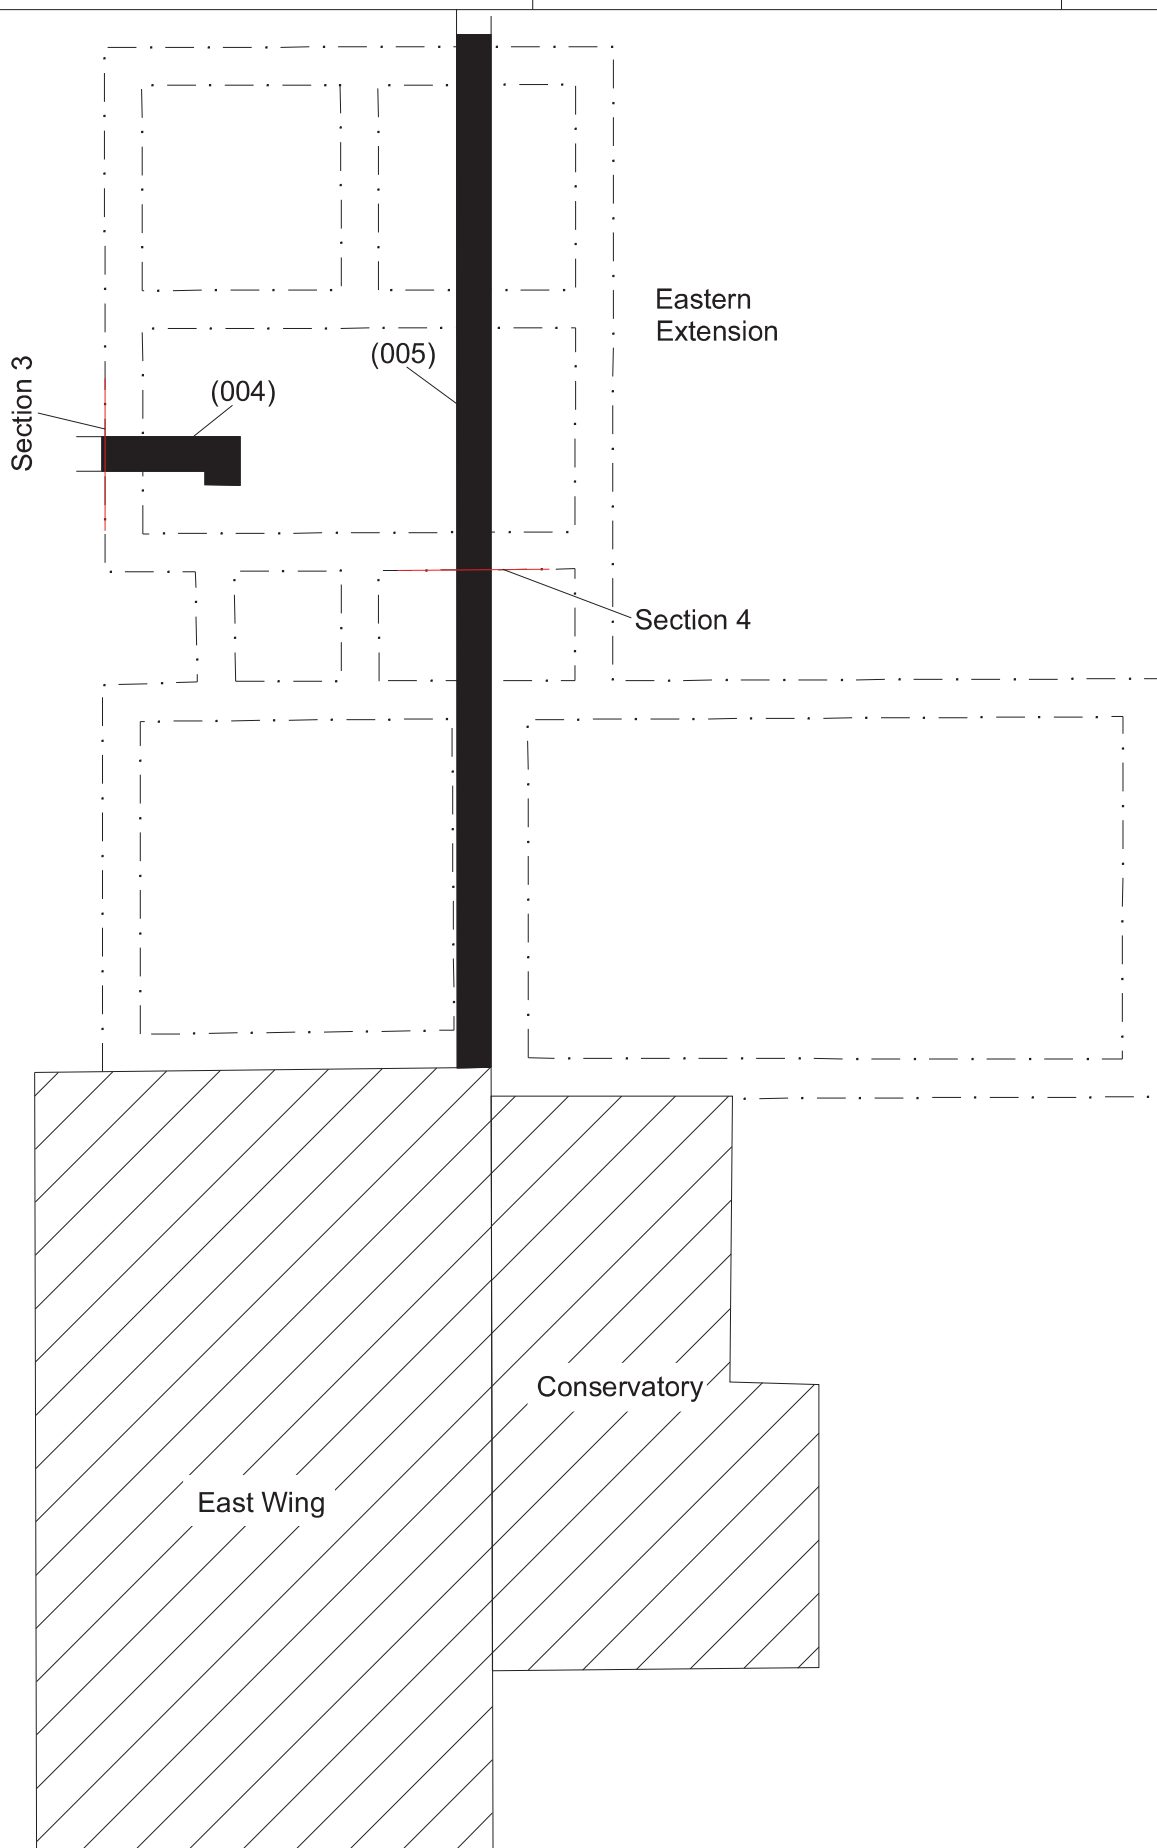 Eastern
Extension
(005)
(004)
Section 3
Section 4
Conservatory
East Wing